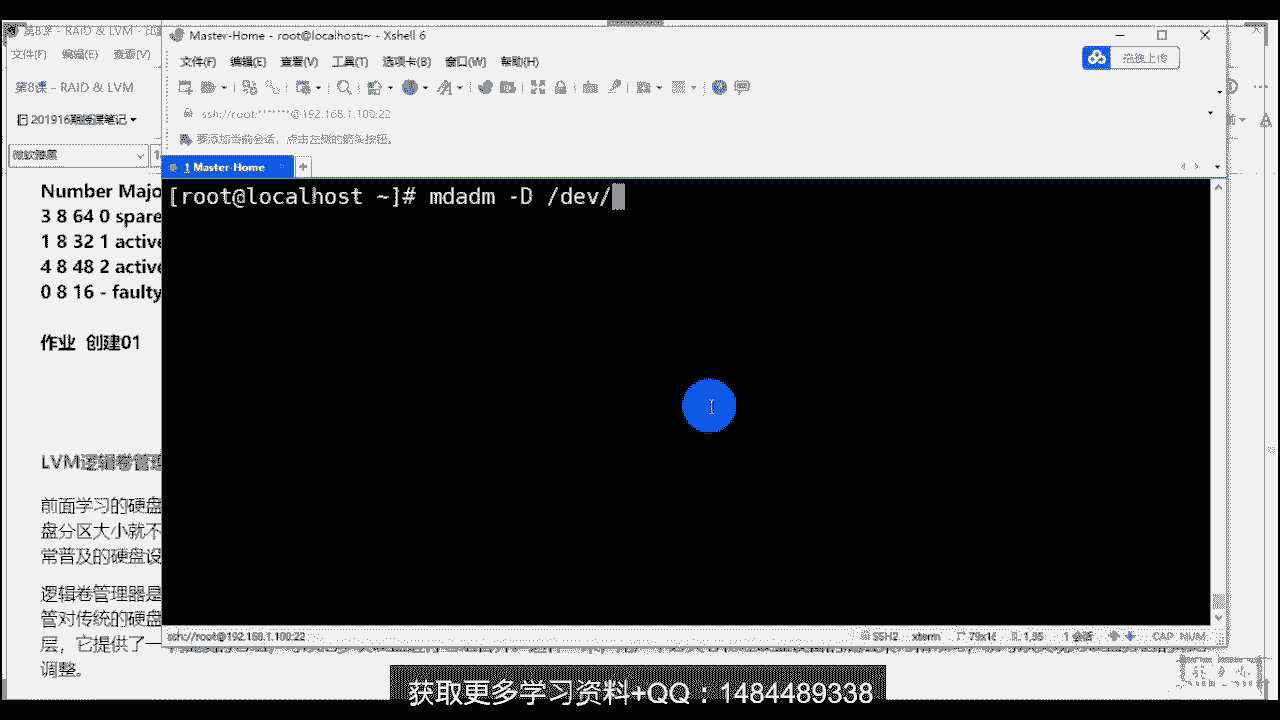 第8课 - RAID & LVM - 印
Master-Home - root@localhost:~ - Xshell 6
文件(F) 编辑(E) 查看(V)
文件(F) 编辑(E) 查看(V) 工具(T) 选项卡(B) 窗口(W) 帮助(H)
拖拽上传
第8课 - RAID & LVM
ssh://root:*******@192.168.1.100:22
201916期授课笔记
要添加当前会话，点击左侧的箭头按钮。
微软雅黑
1 Master-Home
Number Majo
3 8 64 0 spare
1 8 32 1 active
4 8 48 2 active
0 8 16 - faulty
[root@localhost ~]# mdadm -D /dev/
作业 创建01
LVM逻辑卷管理
前面学习的硬盘
盘分区大小就不
常普及的硬盘设
逻辑卷管理器是
管对传统的硬盘
层，它提供了一
调整。
ssh://root@192.168.1.100:22 SSH2 xterm 79x16 1,35 1 会话 CAP NUM
获取更多学习资料+QQ：1484489338